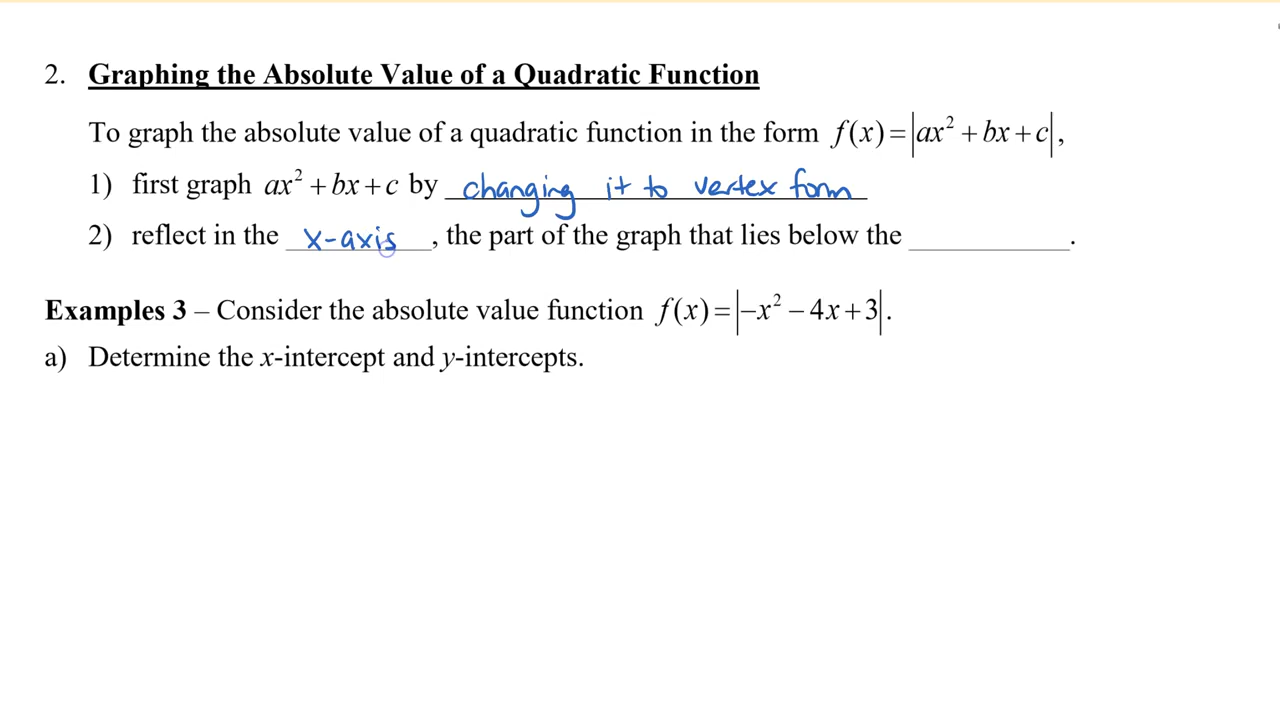 2. Graphing the Absolute Value of a Quadratic Function
To graph the absolute value of a quadratic function in the form f(x) = |ax² + bx + c|,
1) first graph ax² + bx + c by changing it to vertex form
2) reflect in the x-axis, the part of the graph that lies below the ____________.
Examples 3 – Consider the absolute value function f(x) = |−x² − 4x + 3|.
a) Determine the x-intercept and y-intercepts.